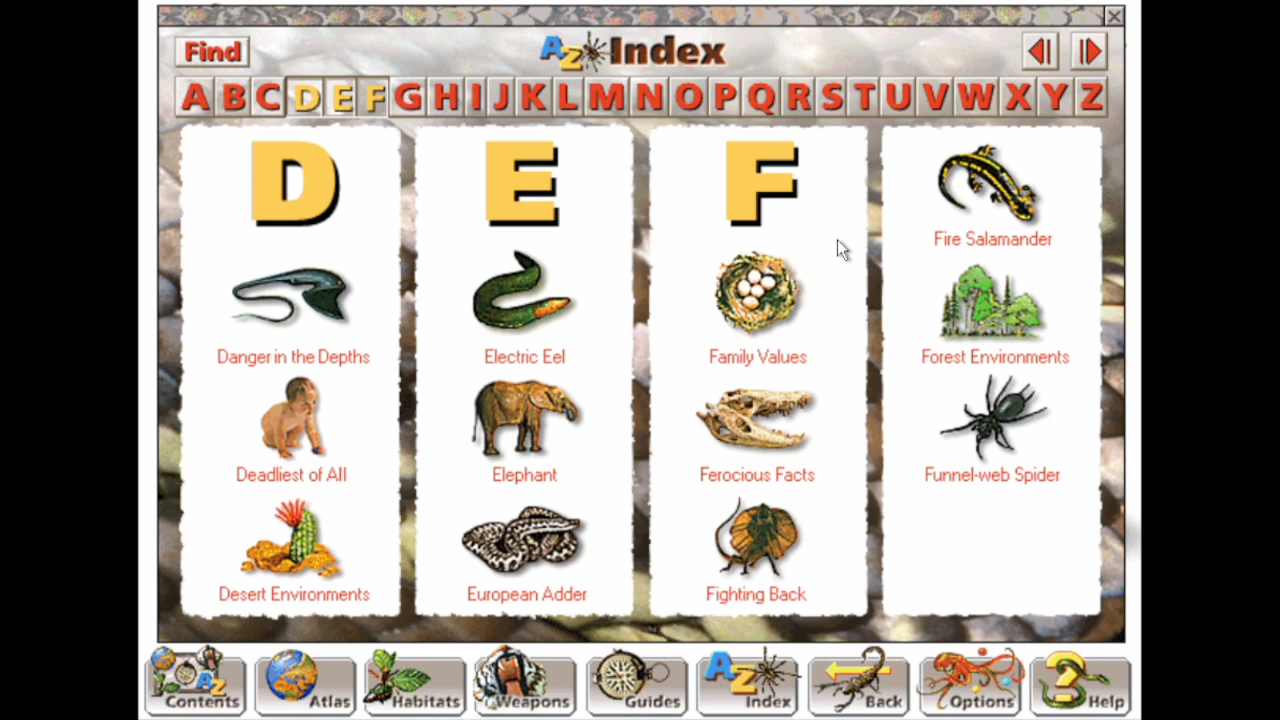 Find
AZ Index
A B C D E F G H I J K L M N O P Q R S T U V W X Y Z
D
Danger in the Depths
Deadliest of All
Desert Environments
E
Electric Eel
Elephant
European Adder
F
Family Values
Ferocious Facts
Fighting Back
Fire Salamander
Forest Environments
Funnel-web Spider
Contents
Atlas
Habitats
Weapons
Guides
AZ Index
Back
Options
? Help